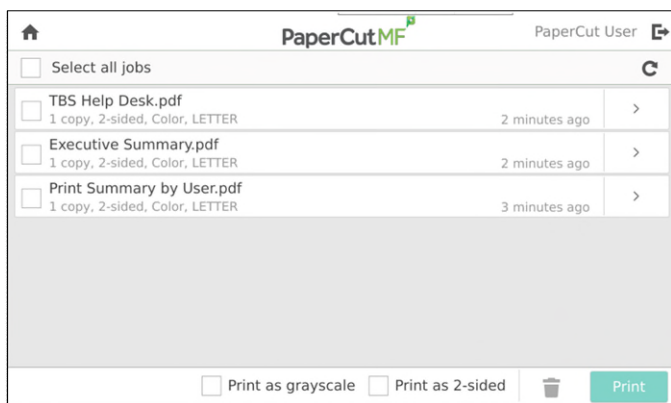 PaperCutMF
PaperCut User
Select all jobs
TBS Help Desk.pdf
1 copy, 2-sided, Color, LETTER
2 minutes ago
Executive Summary.pdf
1 copy, 2-sided, Color, LETTER
2 minutes ago
Print Summary by User.pdf
1 copy, 2-sided, Color, LETTER
3 minutes ago
Print as grayscale
Print as 2-sided
Print